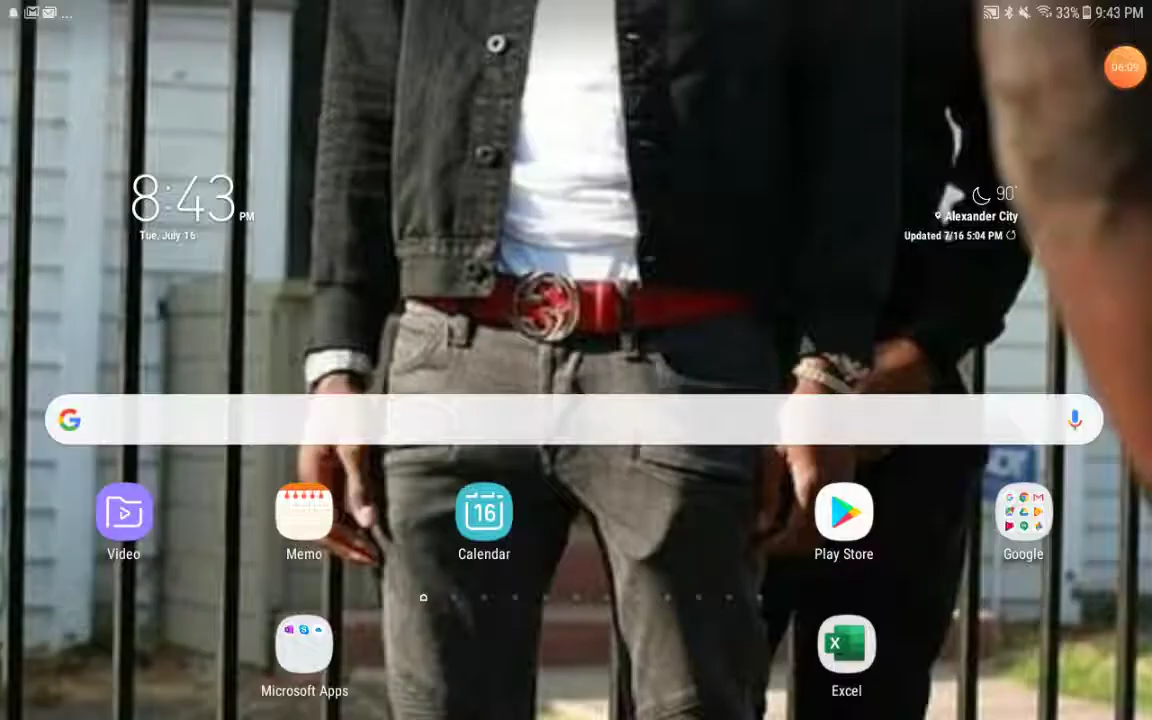 ... 33% 9:43 PM
06:09
8:43 PM
Tue, July 16
90°
Alexander City
Updated 7/16 5:04 PM
G
Video
Memo
16
Calendar
Play Store
Google
Microsoft Apps
X
Excel